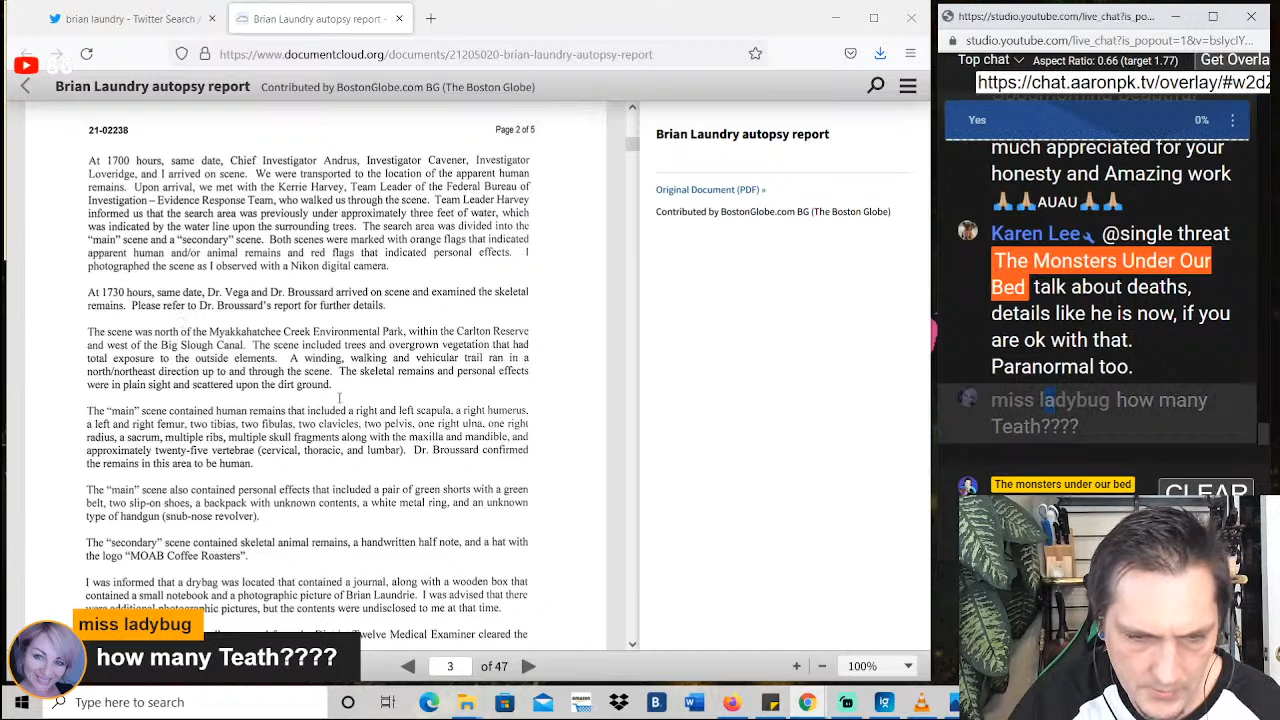 brian laundry - Twitter Search /
Brian Laundry autopsy report -
https://www.documentcloud.org/documents/
brian-laundry-autopsy-report
Brian Laundry autopsy report
Contributed by BostonGlobe.com BG (The Boston Globe)
21-02238
Page 2 of 5
At 1700 hours, same date, Chief Investigator Andrus, Investigator Cavener, Investigator
Loveridge, and I arrived on scene. We were transported to the location of the apparent human
remains. Upon arrival, we met with the Kerrie Harvey, Team Leader of the Federal Bureau of
Investigation – Evidence Response Team, who walked us through the scene. Team Leader Harvey
informed us that the search area was previously under approximately three feet of water, which
was indicated by the water line upon the surrounding trees. The search area was divided into the
"main" scene and a "secondary" scene. Both scenes were marked with orange flags that indicated
apparent human and/or animal remains and red flags that indicated personal effects. I
photographed the scene as I observed with a Nikon digital camera.
At 1730 hours, same date, Dr. Vega and Dr. Broussard arrived on scene and examined the skeletal
remains. Please refer to Dr. Broussard's report for further details.
The scene was north of the Myakkahatchee Creek Environmental Park, within the Carlton Reserve
and west of the Big Slough Canal. The scene included trees and overgrown vegetation that had
total exposure to the outside elements. A winding, walking and vehicular trail ran in a
north/northeast direction up to and through the scene. The skeletal remains and personal effects
were in plain sight and scattered upon the dirt ground.
The "main" scene contained human remains that included a right and left scapula, a right humerus,
a left and right femur, two tibias, two fibulas, two clavicles, two pelvis, one right ulna, one right
radius, a sacrum, multiple ribs, multiple skull fragments along with the maxilla and mandible, and
approximately twenty-five vertebrae (cervical, thoracic, and lumbar). Dr. Broussard confirmed
the remains in this area to be human.
The "main" scene also contained personal effects that included a pair of green shorts with a green
belt, two slip-on shoes, a backpack with unknown contents, a white metal ring, and an unknown
type of handgun (snub-nose revolver).
The "secondary" scene contained skeletal animal remains, a handwritten half note, and a hat with
the logo "MOAB Coffee Roasters".
I was informed that a drybag was located that contained a journal, along with a wooden box that
contained a small notebook and a photographic picture of Brian Laundrie. I was advised that there
were additional photographic pictures, but the contents were undisclosed to me at that time.
Twelve Medical Examiner cleared the
Brian Laundry autopsy report
Original Document (PDF) »
Contributed by BostonGlobe.com BG (The Boston Globe)
3
of 47
100%
miss ladybug
how many Teath????
Type here to search
https://studio.youtube.com/live_chat?is_po...
studio.youtube.com/live_chat?is_popout=1&v=bslyclY...
Top chat
Aspect Ratio: 0.66 (target 1.77)
Get Overla
https://chat.aaronpk.tv/overlay/#w2dZ
Yes
0%
much appreciated for your
honesty and Amazing work
AUAU
Karen Lee @single threat
The Monsters Under Our
Bed talk about deaths,
details like he is now, if you
are ok with that.
Paranormal too.
miss ladybug how many
Teath????
The monsters under our bed
CLEAR